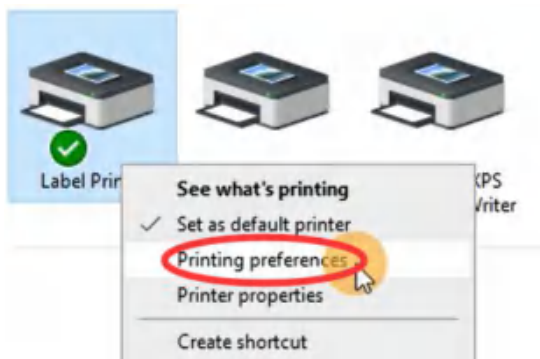 Label Prin
XPS
Writer
See what's printing
Set as default printer
Printing preferences
Printer properties
Create shortcut